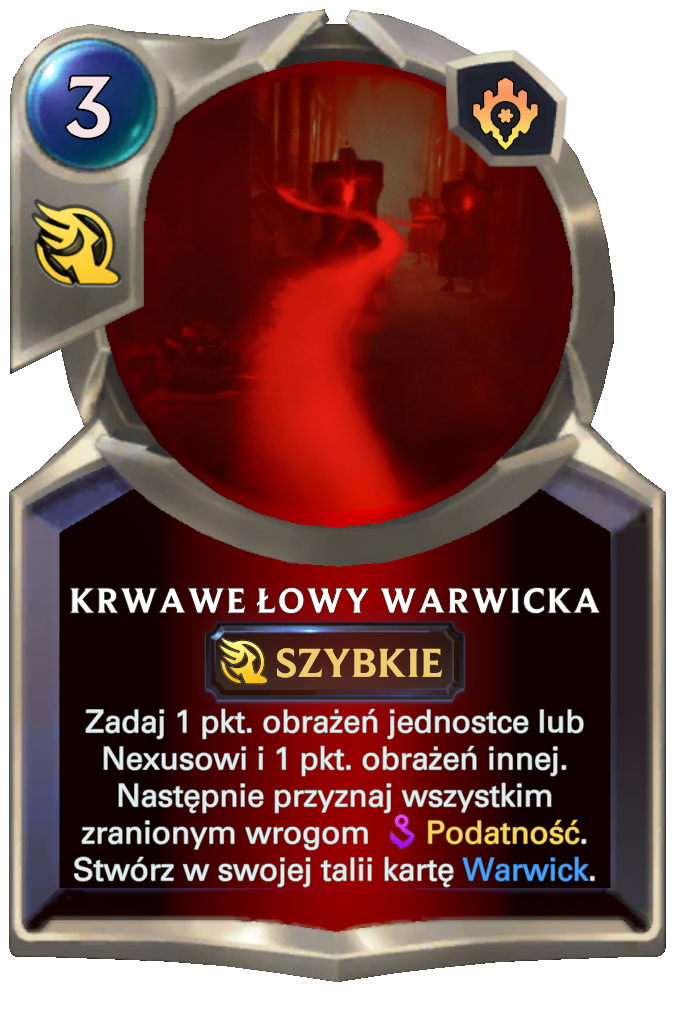 3
KRWAWE ŁOWY WARWICKA
SZYBKIE
Zadaj 1 pkt. obrażeń jednostce lub
Nexusowi i 1 pkt. obrażeń innej.
Następnie przyznaj wszystkim
zranionym wrogom Podatność.
Stwórz w swojej talii kartę Warwick.